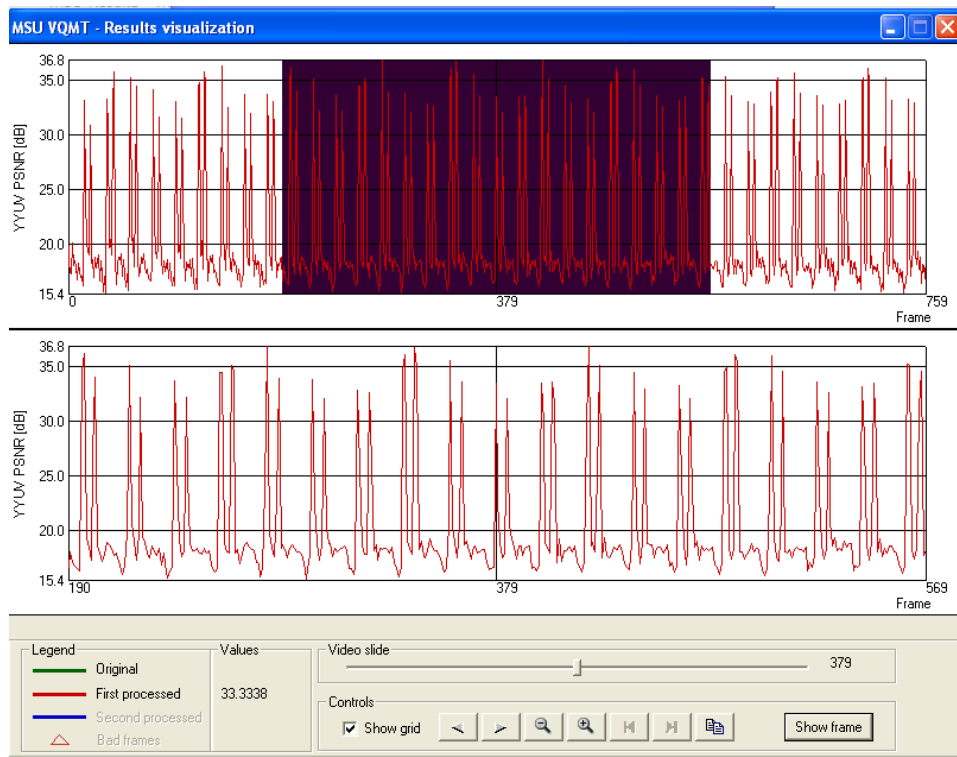 MSU VQMT - Results visualization
36.8
35.0
30.0
25.0
20.0
15.4
YYUV PSNR [dB]
0 379 759
Frame
36.8
35.0
30.0
25.0
20.0
15.4
YYUV PSNR [dB]
190 379 569
Frame
Legend Values Video slide
Original 379
First processed 33.3338
Controls
Second processed
Show grid Show frame
Bad frames